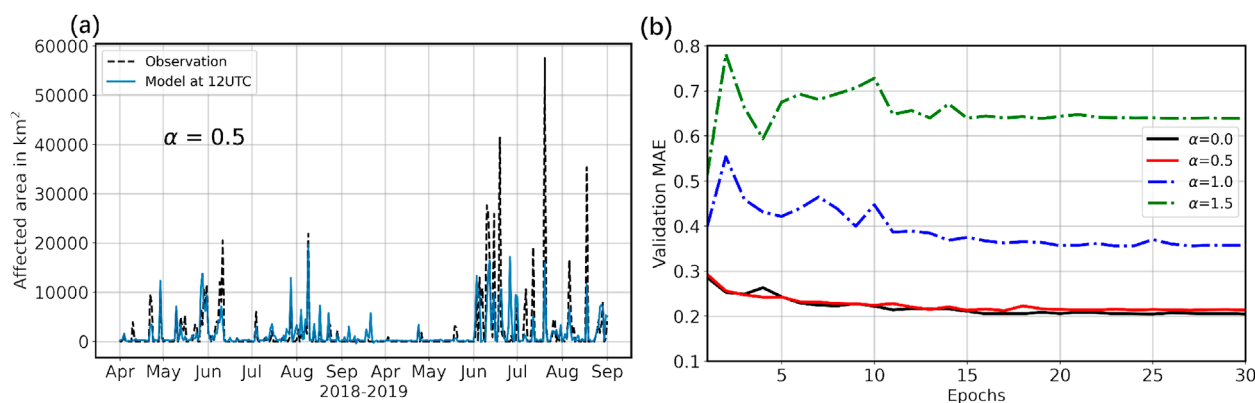 (a)
60000
50000
40000
30000
20000
10000
0
Affected area in km²
Observation
Model at 12UTC
α = 0.5
Apr May Jun Jul Aug Sep Apr May Jun Jul Aug Sep
2018-2019
(b)
0.8
0.7
0.6
0.5
0.4
0.3
0.2
0.1
Validation MAE
α=0.0
α=0.5
α=1.0
α=1.5
5 10 15 20 25 30
Epochs